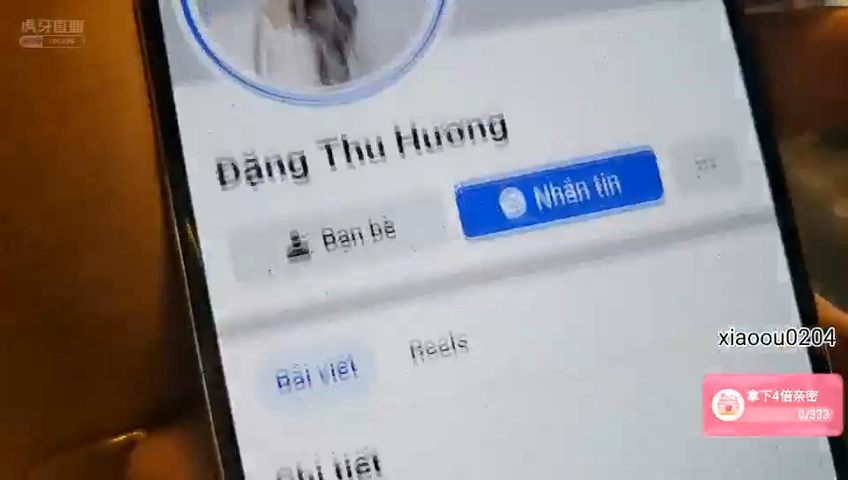 虎牙直播
Đặng Thu Hương
Bạn bè
Nhắn tin
Bài viết
Reels
Chi tiết
xiaoou0204
拿下4倍亲密
0/333